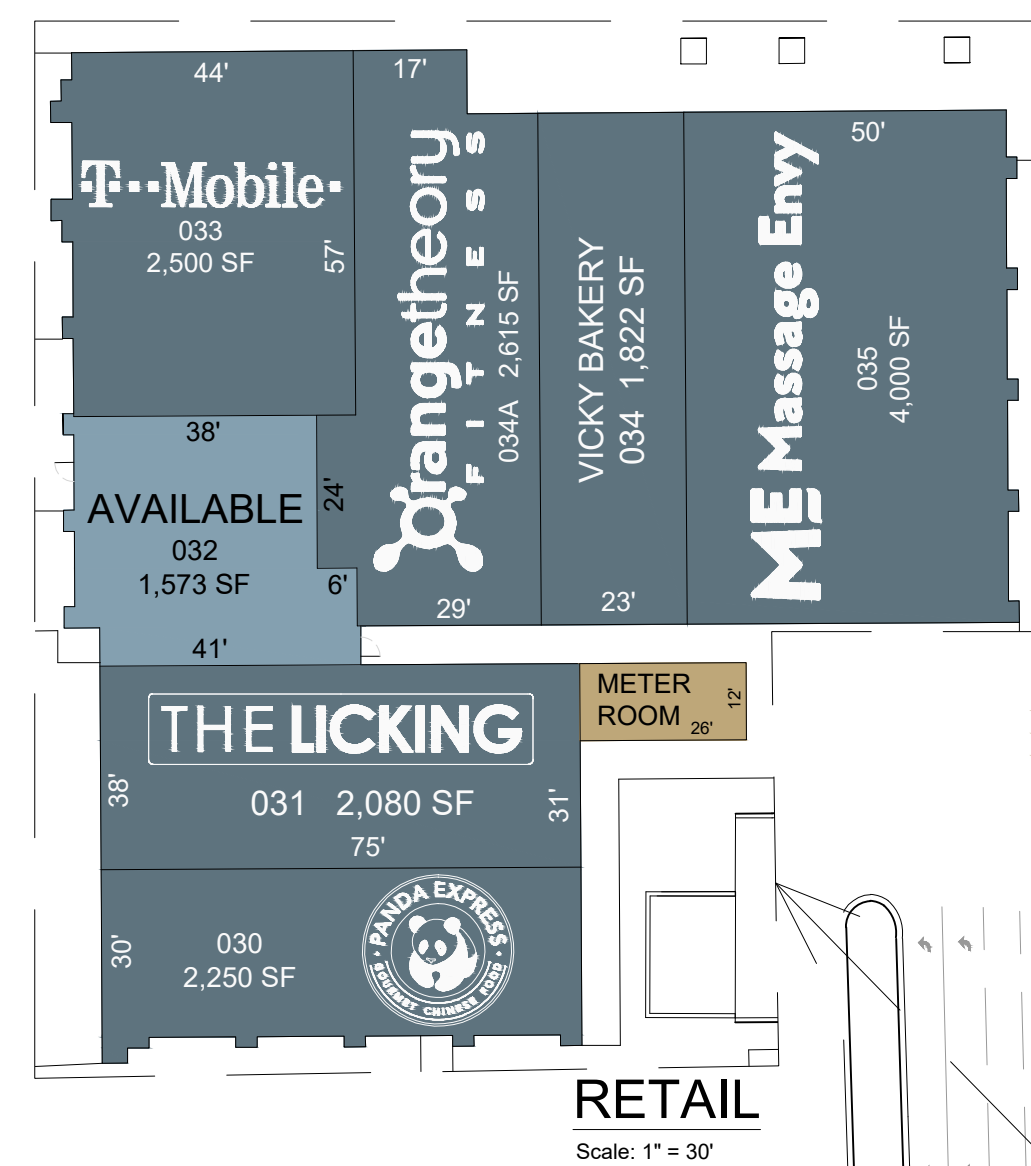 44'
T··Mobile·
033
2,500 SF
57'
17'
Orangetheory
FITNESS
034A 2,615 SF
29'
VICKY BAKERY
034 1,822 SF
23'
50'
ME Massage Envy
035
4,000 SF
38'
AVAILABLE
032
1,573 SF
24'
6'
41'
THE LICKING
38'
031 2,080 SF
31'
75'
METER
ROOM
26'
12'
PANDA EXPRESS
GOURMET CHINESE FOOD
30'
030
2,250 SF
RETAIL
Scale: 1" = 30'